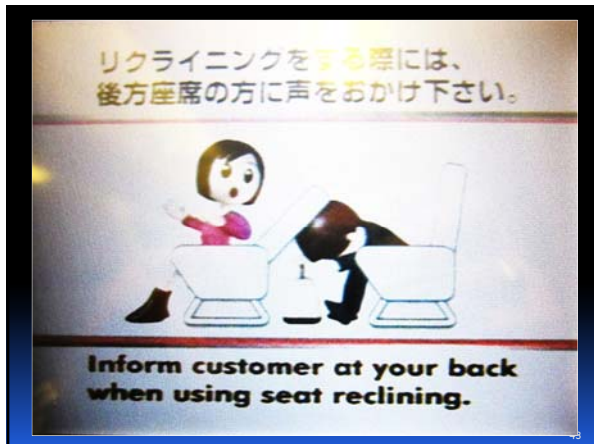 リクライニングをする際には、
後方座席の方に声をおかけ下さい。
Inform customer at your back
when using seat reclining.
43